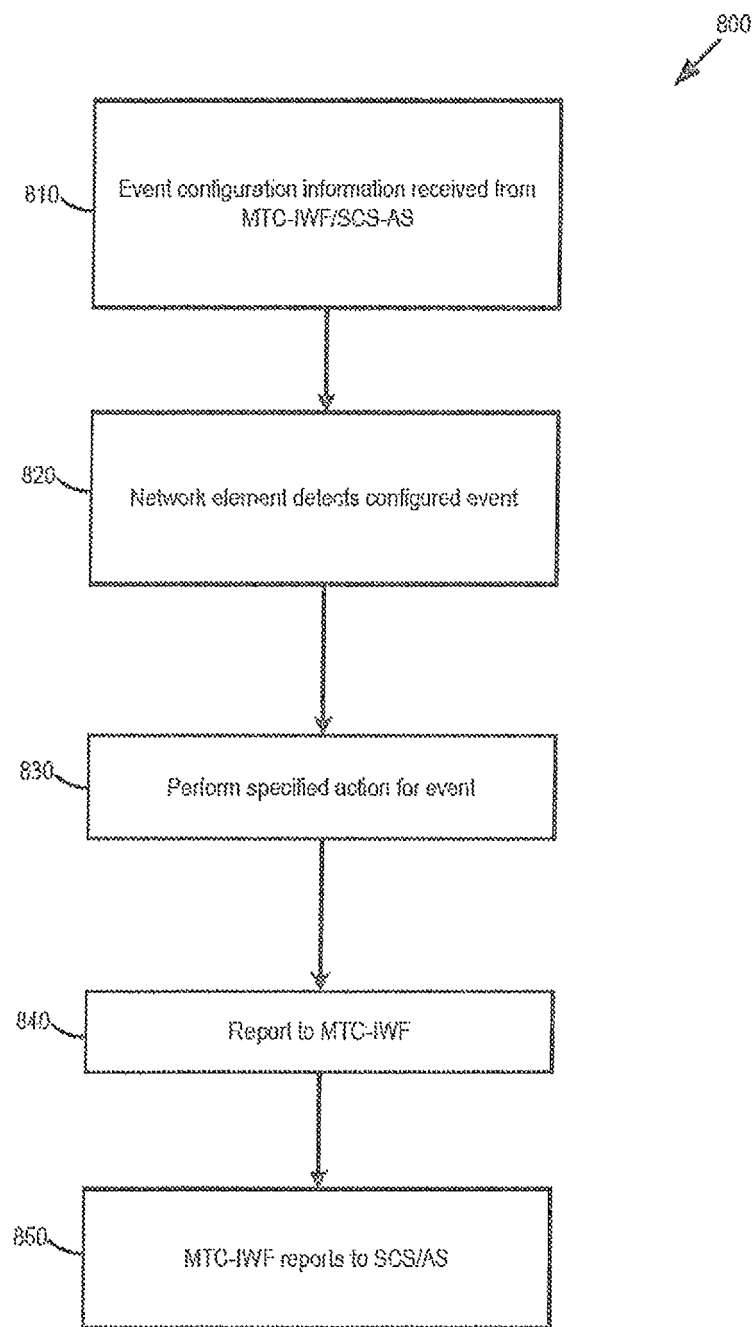 800
810
Event configuration information received from
MTC-IWF/SCS-AS
820
Network element detects configured event
830
Perform specified action for event
840
Report to MTC-IWF
850
MTC-IWF reports to SCS/AS